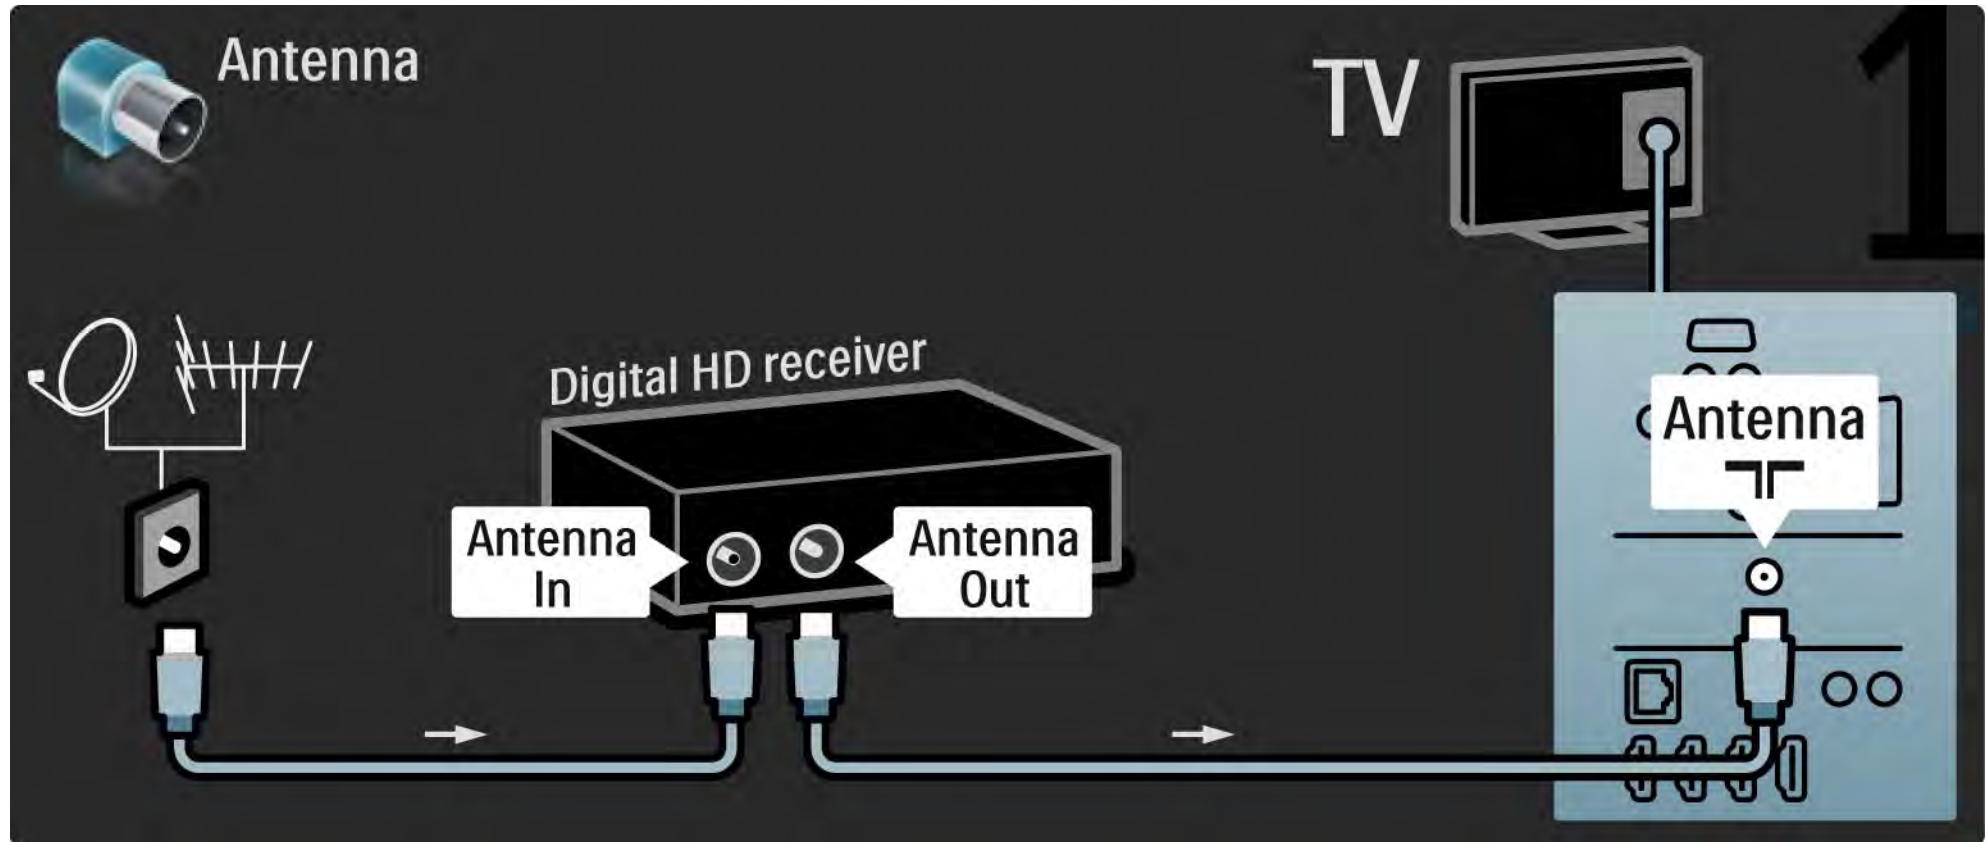 Antenna
TV
1
Digital HD receiver
Antenna
In
Antenna
Out
Antenna